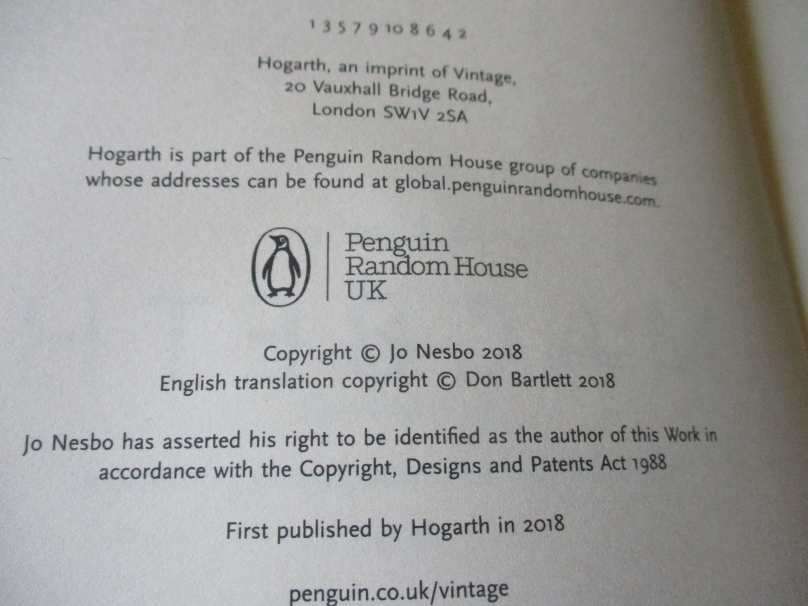 1 3 5 7 9 10 8 6 4 2
Hogarth, an imprint of Vintage,
20 Vauxhall Bridge Road,
London SW1V 2SA
Hogarth is part of the Penguin Random House group of companies
whose addresses can be found at global.penguinrandomhouse.com.
Penguin
Random House
UK
Copyright © Jo Nesbo 2018
English translation copyright © Don Bartlett 2018
Jo Nesbo has asserted his right to be identified as the author of this Work in
accordance with the Copyright, Designs and Patents Act 1988
First published by Hogarth in 2018
penguin.co.uk/vintage